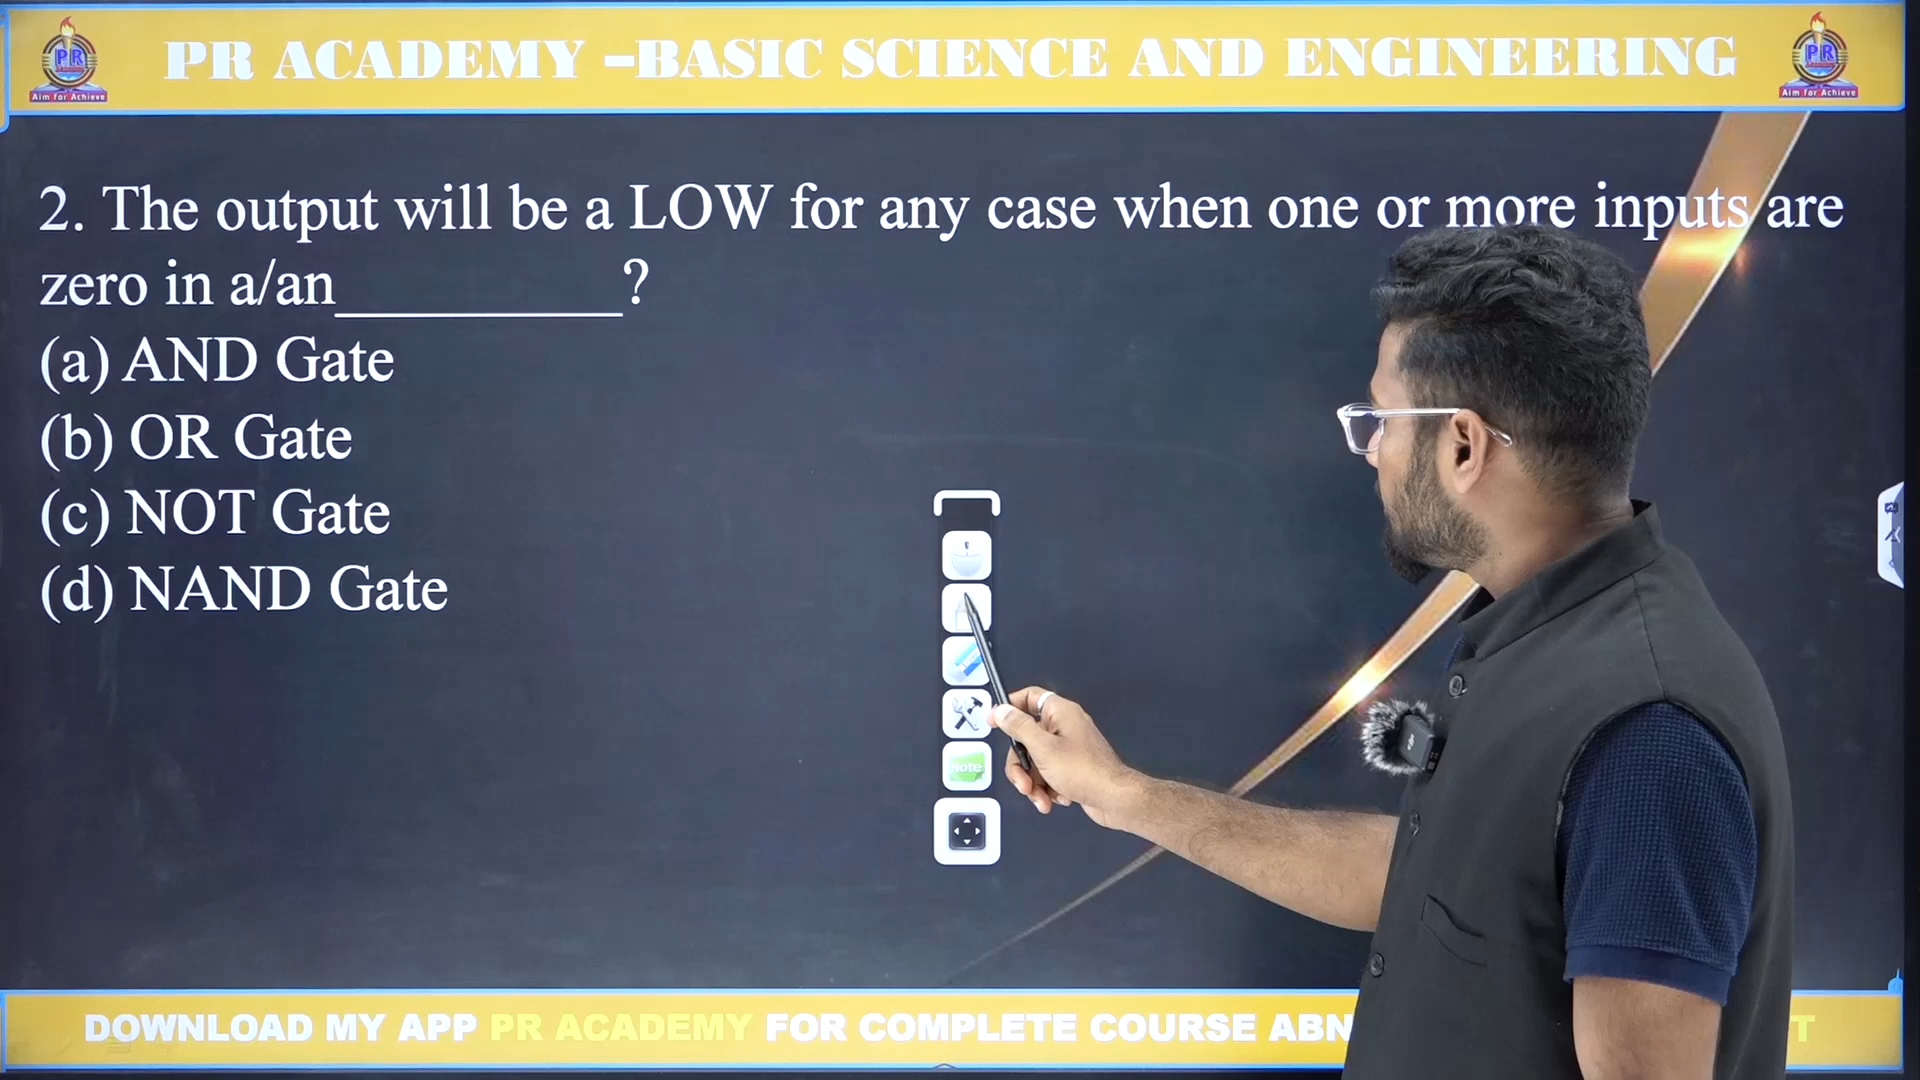 PR
Aim for Achieve
PR ACADEMY –BASIC SCIENCE AND ENGINEERING
PR
Aim for Achieve
2. The output will be a LOW for any case when one or more inputs are
zero in a/an__________?
(a) AND Gate
(b) OR Gate
(c) NOT Gate
(d) NAND Gate
Note
DOWNLOAD MY APP PR ACADEMY FOR COMPLETE COURSE ABN T